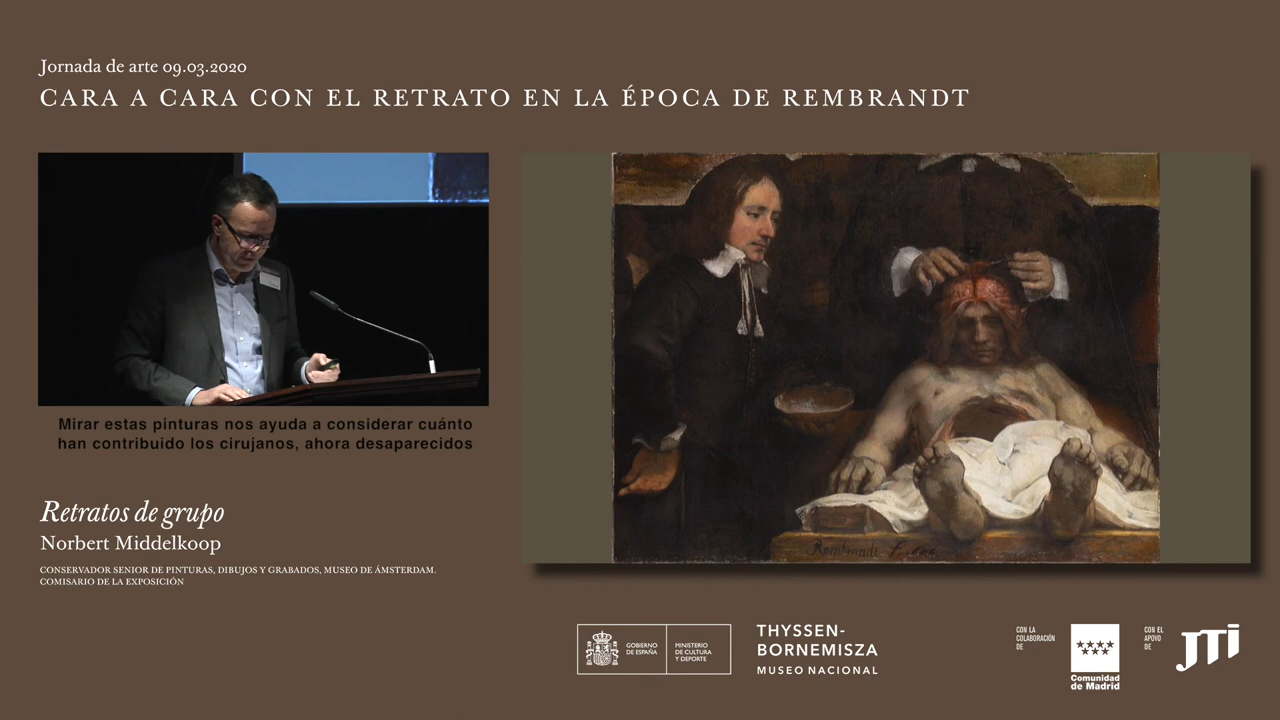 Jornada de arte 09.03.2020
CARA A CARA CON EL RETRATO EN LA ÉPOCA DE REMBRANDT
Mirar estas pinturas nos ayuda a considerar cuánto
han contribuido los cirujanos, ahora desaparecidos
Retratos de grupo
Norbert Middelkoop
CONSERVADOR SENIOR DE PINTURAS, DIBUJOS Y GRABADOS, MUSEO DE ÁMSTERDAM.
COMISARIO DE LA EXPOSICIÓN
Rembrandt
GOBIERNO
DE ESPAÑA
MINISTERIO
DE CULTURA
Y DEPORTE
THYSSEN-
BORNEMISZA
MUSEO NACIONAL
CON LA
COLABORACIÓN
DE
Comunidad
de Madrid
CON EL
APOYO
DE
JTi